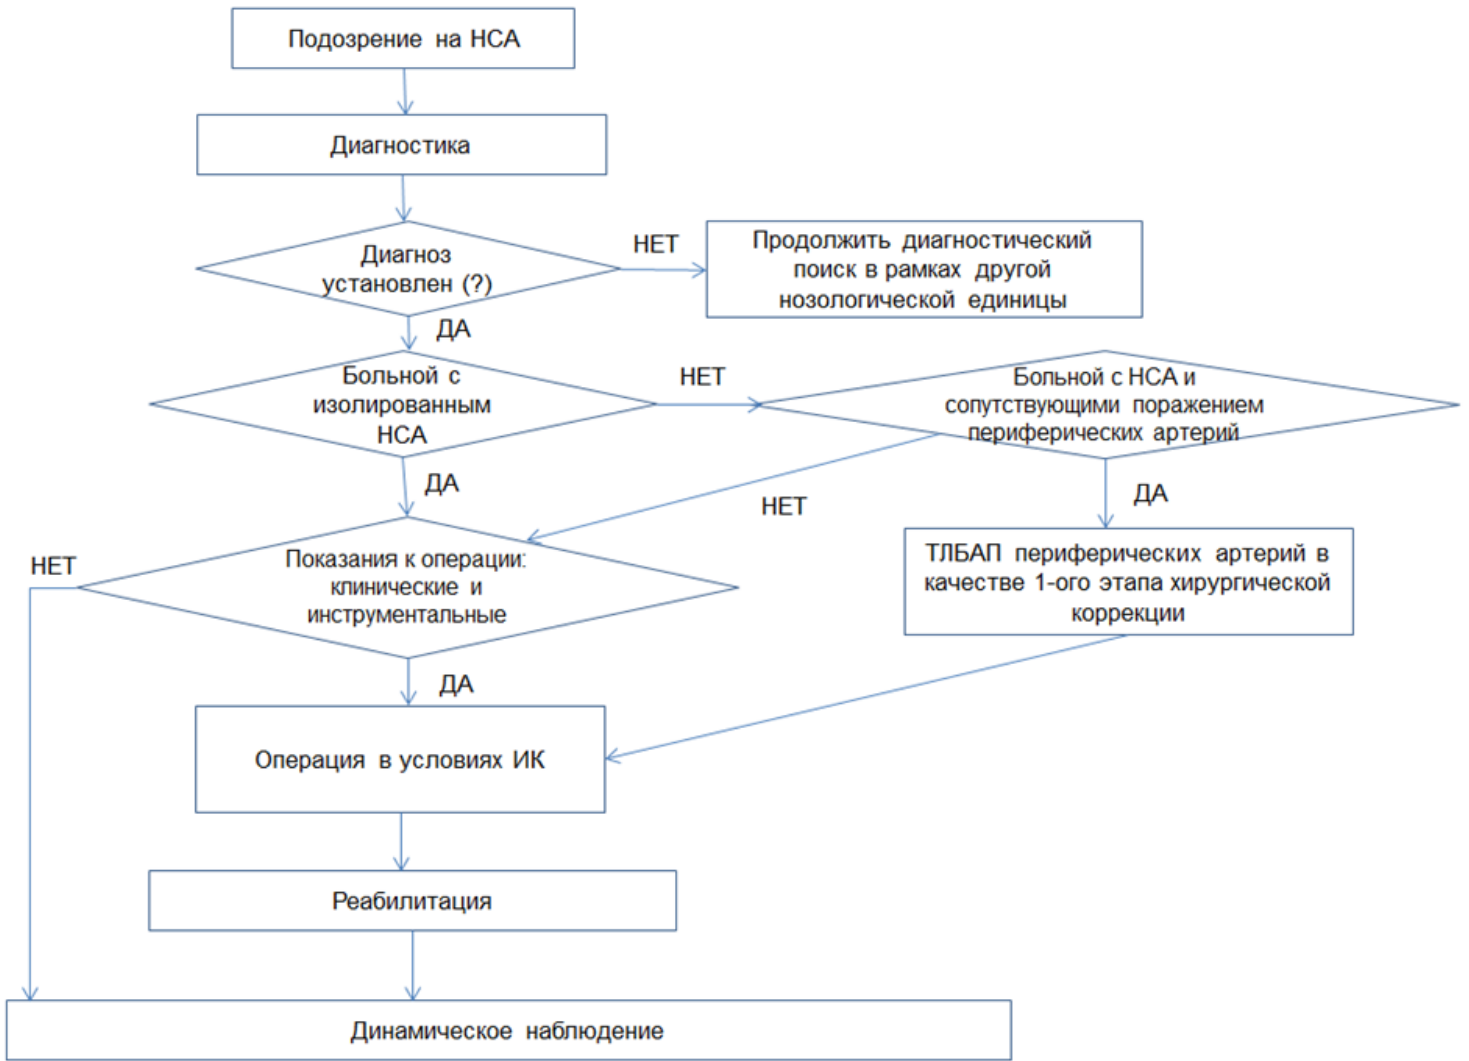 Подозрение на НСА
Диагностика
Диагноз
установлен (?)
НЕТ
Продолжить диагностический
поиск в рамках другой
нозологической единицы
ДА
Больной с
изолированным
НСА
НЕТ
Больной с НСА и
сопутствующими поражением
периферических артерий
ДА
НЕТ
ДА
НЕТ
Показания к операции:
клинические и
инструментальные
ТЛБАП периферических артерий в
качестве 1-ого этапа хирургической
коррекции
ДА
Операция в условиях ИК
Реабилитация
Динамическое наблюдение